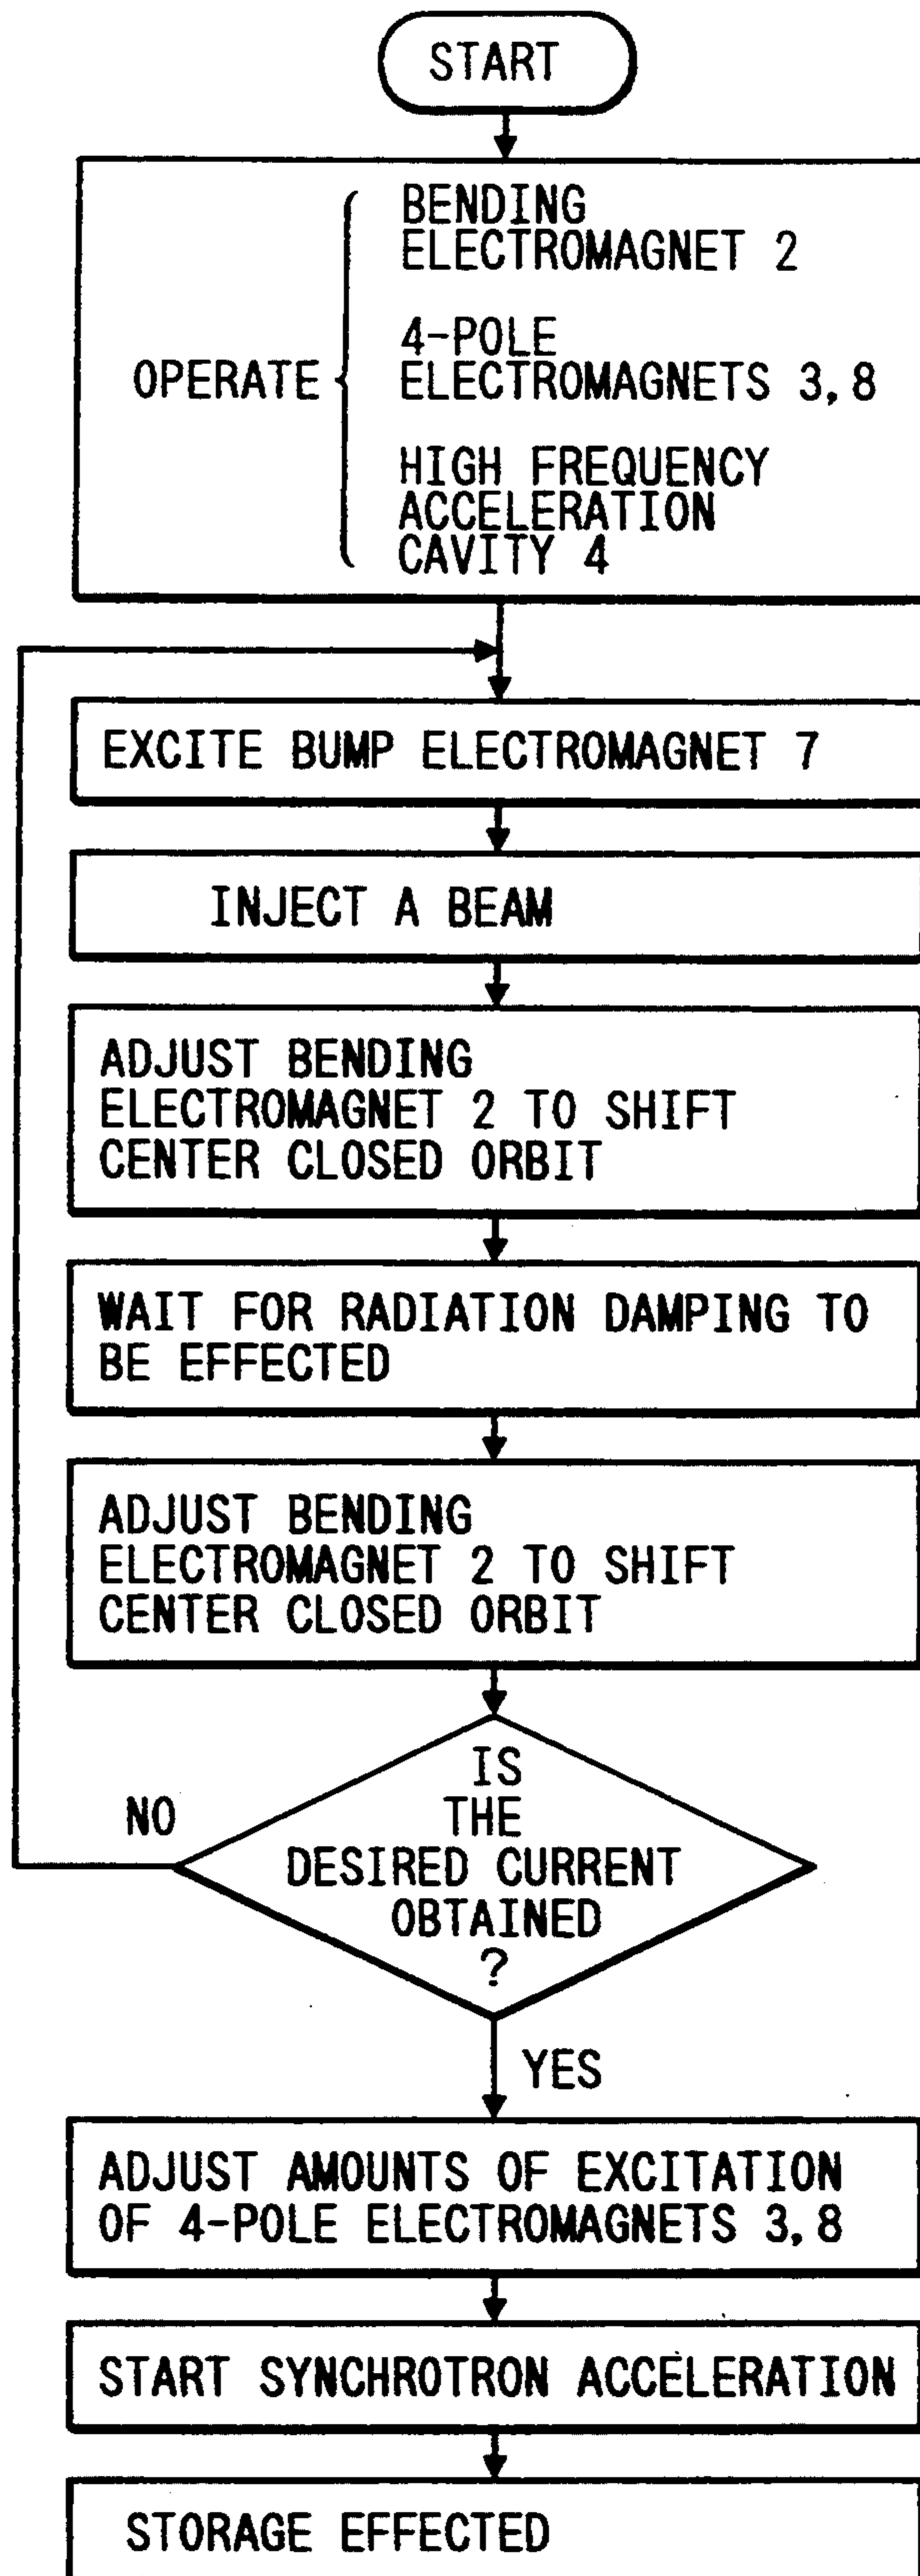 START
BENDING
ELECTROMAGNET 2
4-POLE
OPERATE ELECTROMAGNETS 3,8
HIGH FREQUENCY
ACCELERATION
CAVITY 4
EXCITE BUMP ELECTROMAGNET 7
INJECT A BEAM
ADJUST BENDING
ELECTROMAGNET 2 TO SHIFT
CENTER CLOSED ORBIT
WAIT FOR RADIATION DAMPING TO
BE EFFECTED
ADJUST BENDING
ELECTROMAGNET 2 TO SHIFT
CENTER CLOSED ORBIT
IS
THE
DESIRED CURRENT
OBTAINED
?
NO
YES
ADJUST AMOUNTS OF EXCITATION
OF 4-POLE ELECTROMAGNETS 3,8
START SYNCHROTRON ACCELERATION
STORAGE EFFECTED